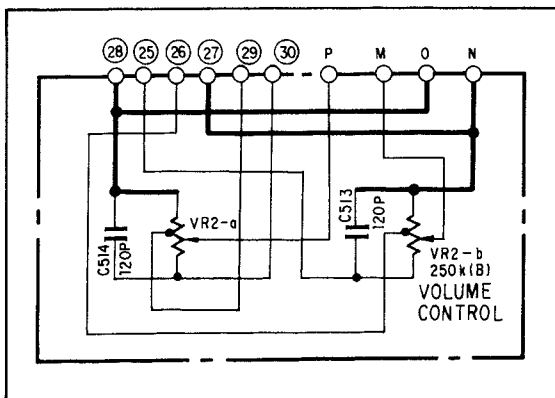 28 25 26 27 29 30 P M O N
C514
120P
VR2-a
C513
120P
VR2-b
250k(B)
VOLUME
CONTROL